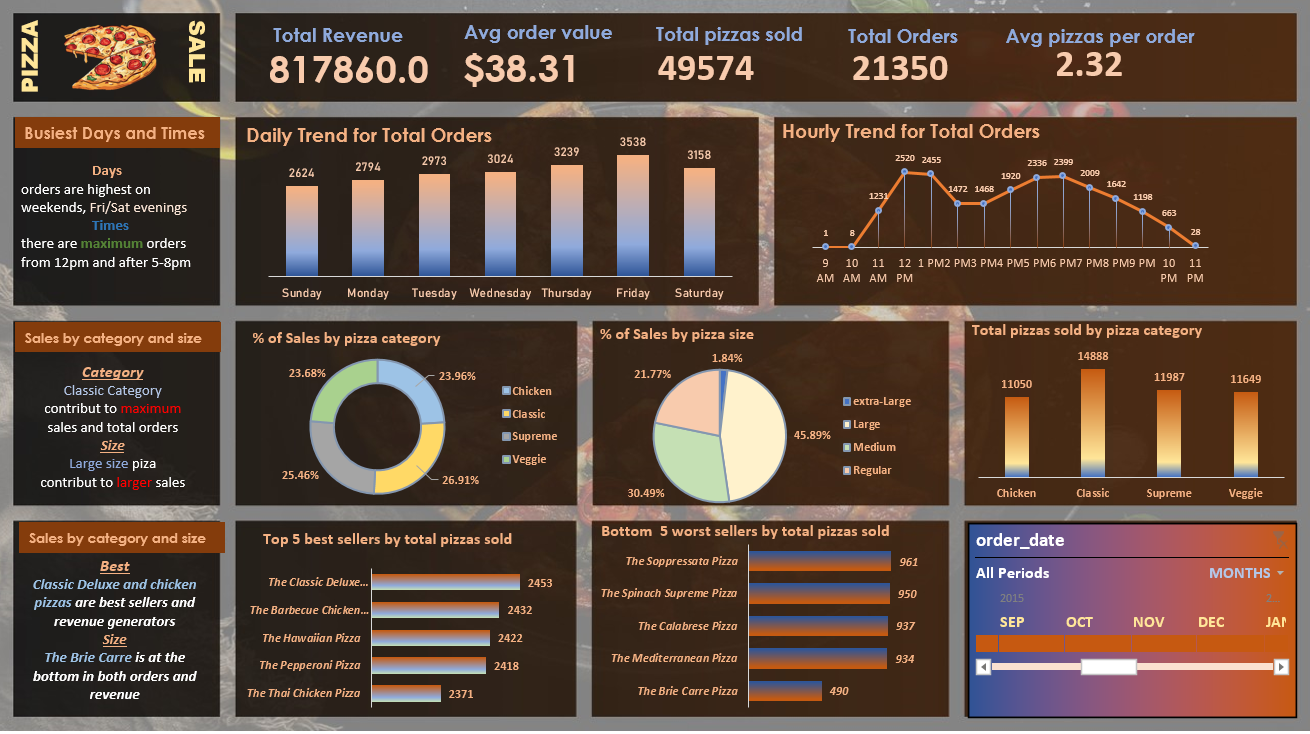 PIZZA
SALE
Total Revenue
817860.0
Avg order value
$38.31
Total pizzas sold
49574
Total Orders
21350
Avg pizzas per order
2.32
Busiest Days and Times
Days
orders are highest on
weekends, Fri/Sat evenings
Times
there are maximum orders
from 12pm and after 5-8pm
Daily Trend for Total Orders
2624
2794
2973
3024
3239
3538
3158
Sunday Monday Tuesday Wednesday Thursday Friday Saturday
Hourly Trend for Total Orders
1
8
1231
2520
2455
1472
1468
1920
2336
2399
2009
1642
1198
663
28
9 10 11 12 1 PM 2 PM 3 PM 4 PM 5 PM 6 PM 7 PM 8 PM 9 PM 10 11
AM AM AM PM PM PM
Sales by category and size
Category
Classic Category
contribut to maximum
sales and total orders
Size
Large size piza
contribut to larger sales
% of Sales by pizza category
23.68%
23.96%
25.46%
26.91%
Chicken
Classic
Supreme
Veggie
% of Sales by pizza size
1.84%
21.77%
45.89%
30.49%
extra-Large
Large
Medium
Regular
Total pizzas sold by pizza category
11050
14888
11987
11649
Chicken Classic Supreme Veggie
Sales by category and size
Best
Classic Deluxe and chicken
pizzas are best sellers and
revenue generators
Size
The Brie Carre is at the
bottom in both orders and
revenue
Top 5 best sellers by total pizzas sold
The Classic Deluxe... 2453
The Barbecue Chicken... 2432
The Hawaiian Pizza 2422
The Pepperoni Pizza 2418
The Thai Chicken Pizza 2371
Bottom 5 worst sellers by total pizzas sold
The Soppressata Pizza 961
The Spinach Supreme Pizza 950
The Calabrese Pizza 937
The Mediterranean Pizza 934
The Brie Carre Pizza 490
order_date
All Periods MONTHS
2015 2...
SEP OCT NOV DEC JAN